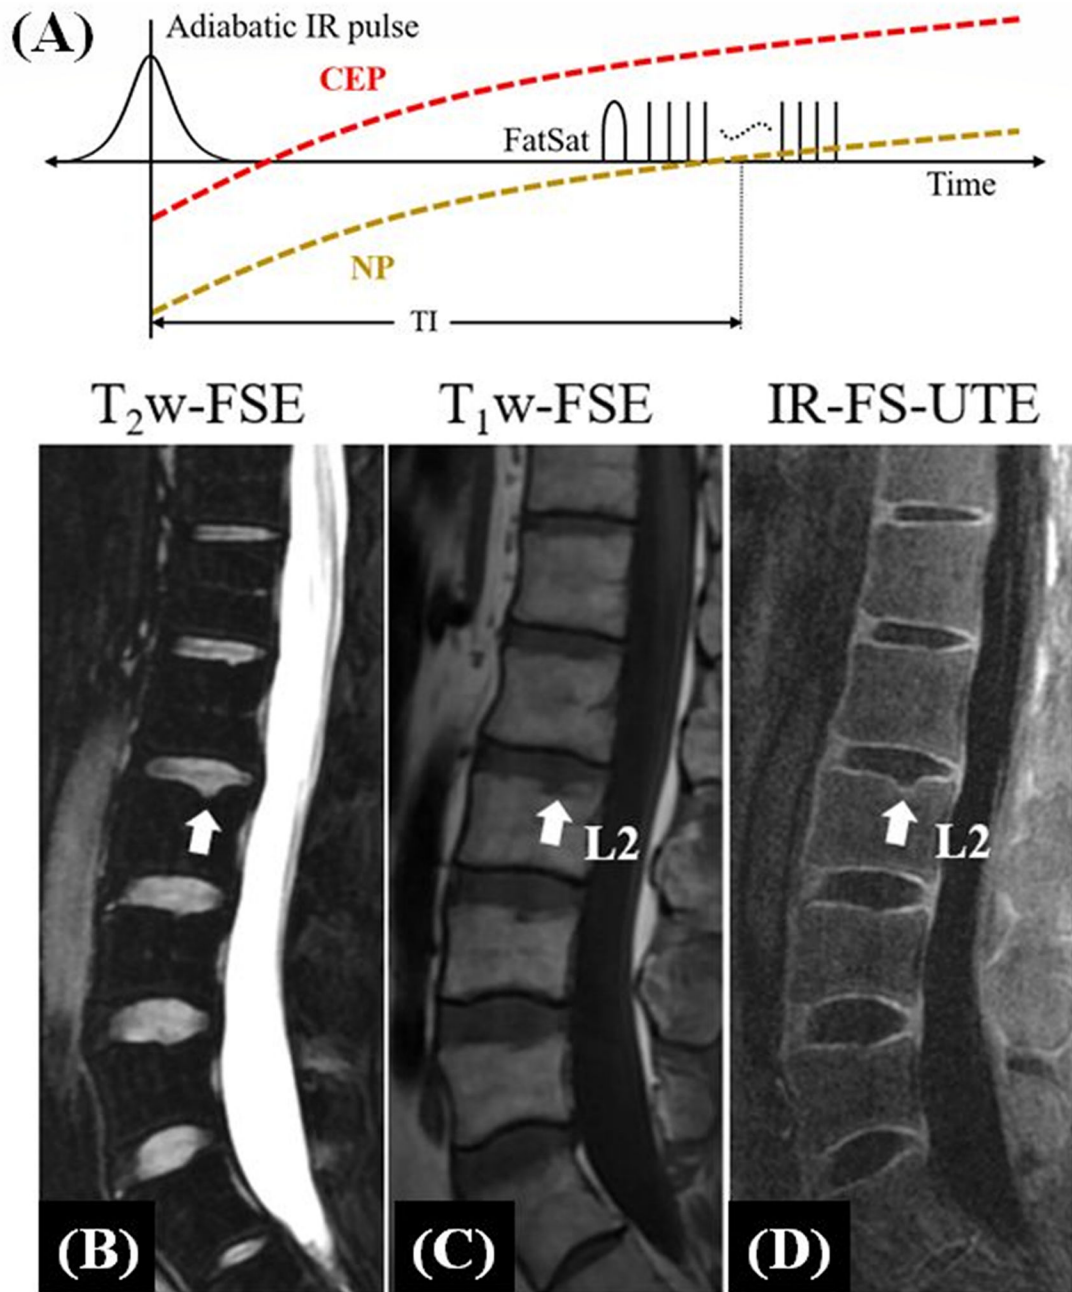 (A)
Adiabatic IR pulse
CEP
FatSat
Time
NP
TI
T₂w-FSE
T₁w-FSE
IR-FS-UTE
L2
L2
(B)
(C)
(D)